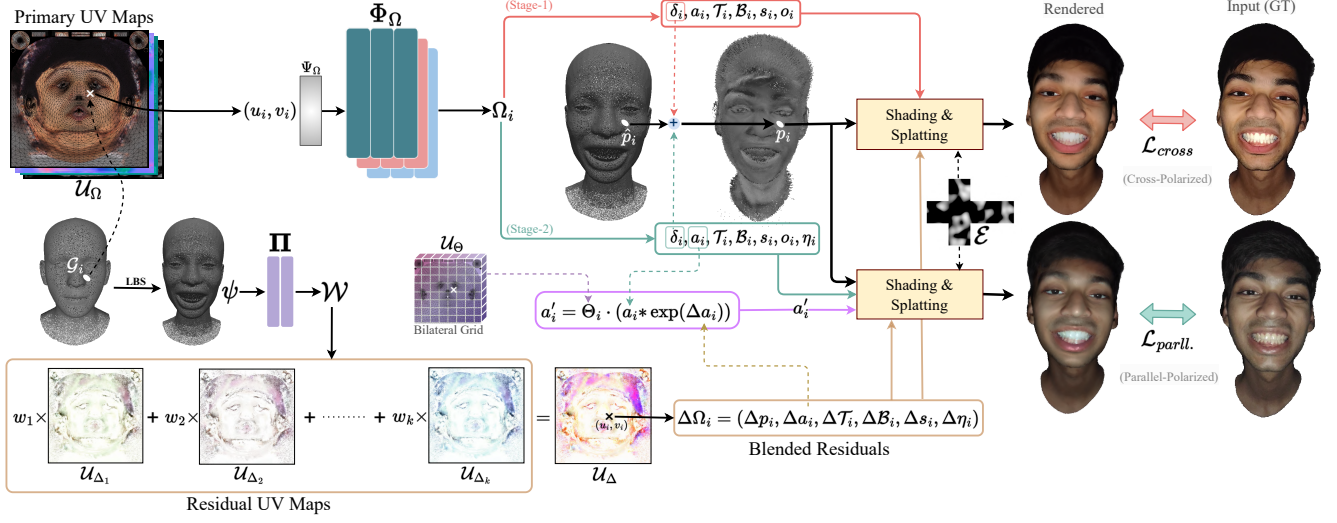 Primary UV Maps
𝒰_Ω
(u_i, v_i)
Ψ_Ω
Φ_Ω
Ω_i
(Stage-1)
δ_i, a_i, 𝒯_i, ℬ_i, s_i, o_i
p̂_i
+
p_i
Shading &
Splatting
Rendered
Input (GT)
ℒ_cross
(Cross-Polarized)
𝒢_i
LBS
ψ
Π
𝒲
(Stage-2)
δ_i, a_i, 𝒯_i, ℬ_i, s_i, o_i, η_i
𝒰_Θ
Bilateral Grid
a′_i = Θ_i · (a_i * exp(Δa_i))
a′_i
ℰ
Shading &
Splatting
ℒ_parll.
(Parallel-Polarized)
w_1 × + w_2 × + ········ + w_k × =
𝒰_Δ_1
𝒰_Δ_2
𝒰_Δ_k
(u_i, v_i)
𝒰_Δ
ΔΩ_i = (Δp_i, Δa_i, Δ𝒯_i, Δℬ_i, Δs_i, Δη_i)
Blended Residuals
Residual UV Maps